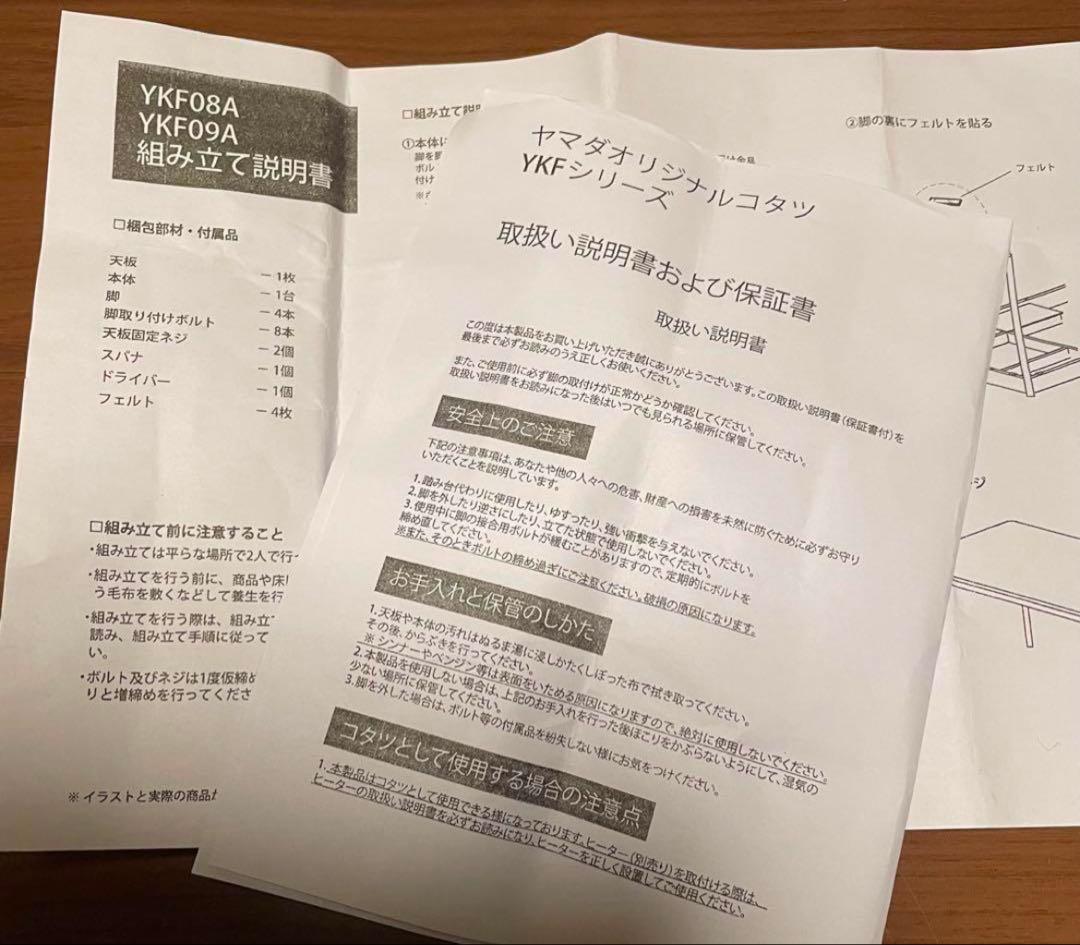 YKF08A
YKF09A
組み立て説明書
□梱包部材・付属品
天板 － 1枚
本体 － 1台
脚 － 4本
脚取り付けボルト － 8本
天板固定ネジ － 2個
スパナ － 1個
ドライバー － 1個
フェルト － 4枚
□組み立て前に注意すること
・組み立ては平らな場所で2人で行
・組み立てを行う前に、商品や床
う毛布を敷くなどして養生を行
・組み立てを行う際は、組み立
読み、組み立て手順に従って
い。
・ボルト及びネジは1度仮締め
りと増締めを行ってくださ
※ イラストと実際の商品が
□組み立て説
①本体に
脚を
ボル
付け
②脚の裏にフェルトを貼る
フェルト
ヤマダオリジナルコタツ
YKFシリーズ
取扱い説明書および保証書
取扱い説明書
この度は本製品をお買い上げいただき誠にありがとうございます。この取扱い説明書(保証書付)を
最後まで必ずお読みのうえ正しくお使いください。
また、ご使用前に必ず脚の取付けが正常かどうか確認してください。
取扱い説明書をお読みになった後はいつでも見られる場所に保管してください。
安全上のご注意
下記の注意事項は、あなたや他の人々への危害、財産への損害を未然に防ぐために必ずお守り
いただくことを説明しています。
1.踏み台代わりに使用したり、ゆすったり、強い衝撃を与えないでください。
2.脚を外したり逆さにしたり、立てた状態で使用しないでください。
3.使用中に脚の接合用ボルトが緩むことがありますので、定期的にボルトを
締め直してください。
※また、そのときボルトの締め過ぎにご注意ください。破損の原因になります。
お手入れと保管のしかた
1.天板や本体の汚れはぬるま湯に浸しかたくしぼった布で拭き取ってください。
その後、からぶきを行ってください。
※ シンナーやベンジン等は表面をいためる原因になりますので、絶対に使用しないでください。
2.本製品を使用しない場合は、上記のお手入れを行った後ほこりをかぶらないようにして、湿気の
少ない場所に保管してください。
3.脚を外した場合は、ボルト等の付属品を紛失しない様にお気をつけください。
コタツとして使用する場合の注意点
1.本製品はコタツとして使用できる様になっております。ヒーター(別売り)を取付ける際は、
ヒーターの取扱い説明書を必ずお読みになり、ヒーターを正しく設置してご使用ください。